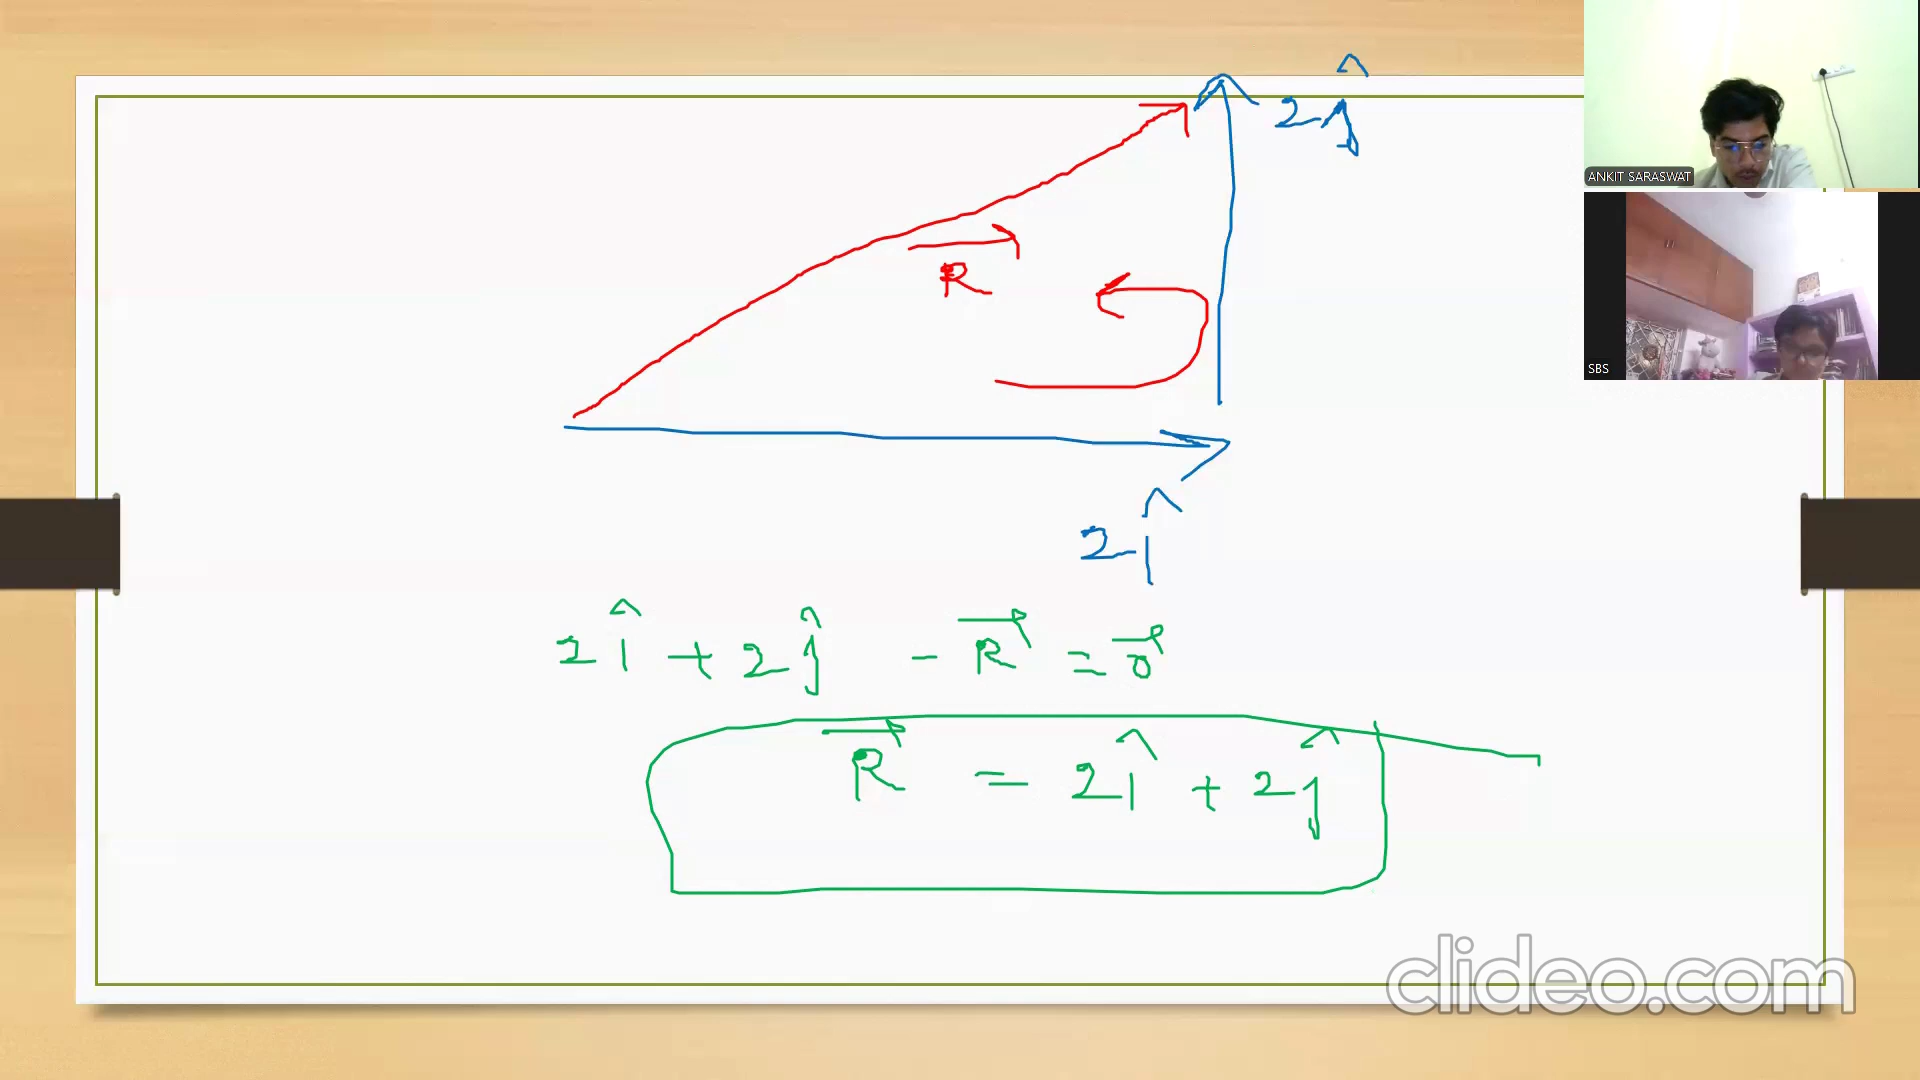 2ĵ
R⃗
2î
2î + 2ĵ - R⃗ = 0⃗
R⃗ = 2î + 2ĵ
ANKIT SARASWAT
SBS
clideo.com